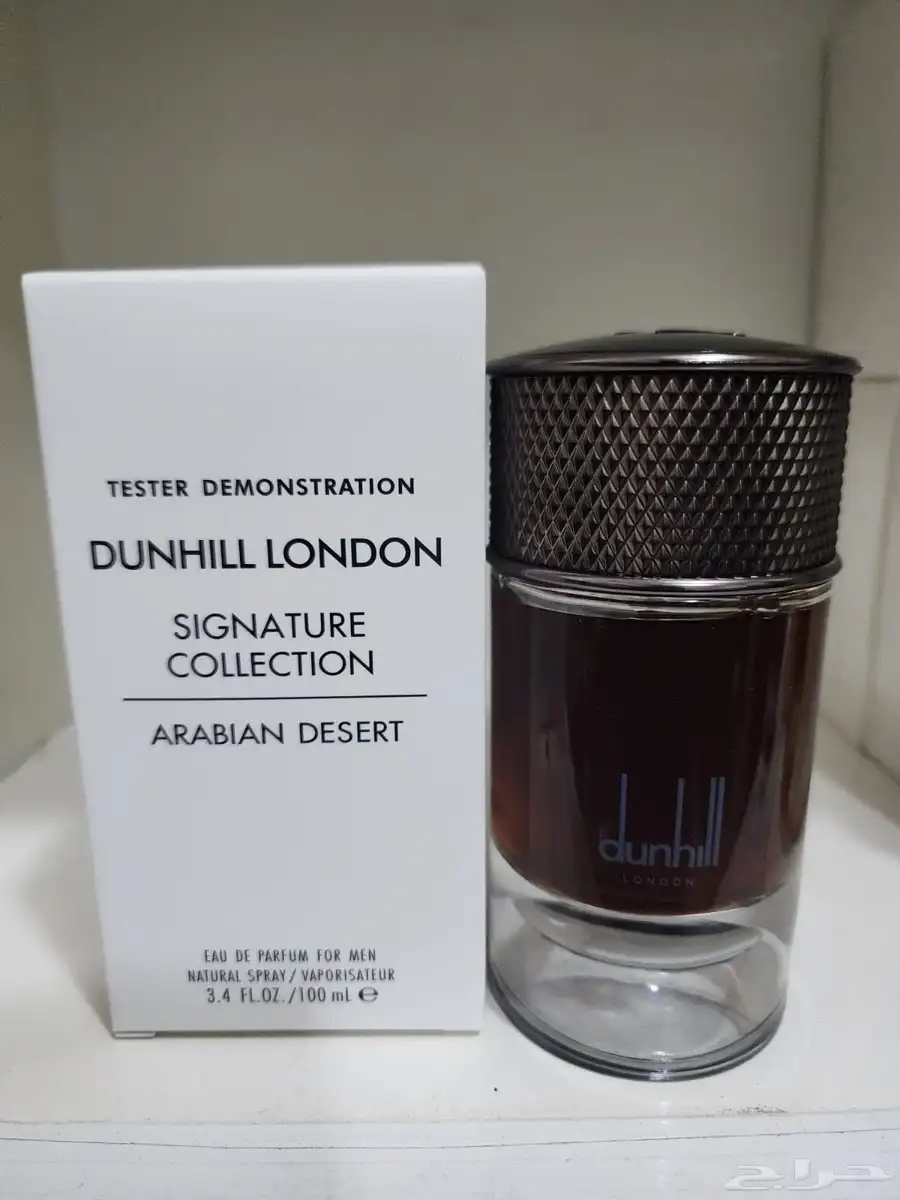 TESTER DEMONSTRATION
DUNHILL LONDON
SIGNATURE
COLLECTION
ARABIAN DESERT
EAU DE PARFUM FOR MEN
NATURAL SPRAY / VAPORISATEUR
3.4 FL.OZ./100 mL ℮
dunhill
LONDON
حراج